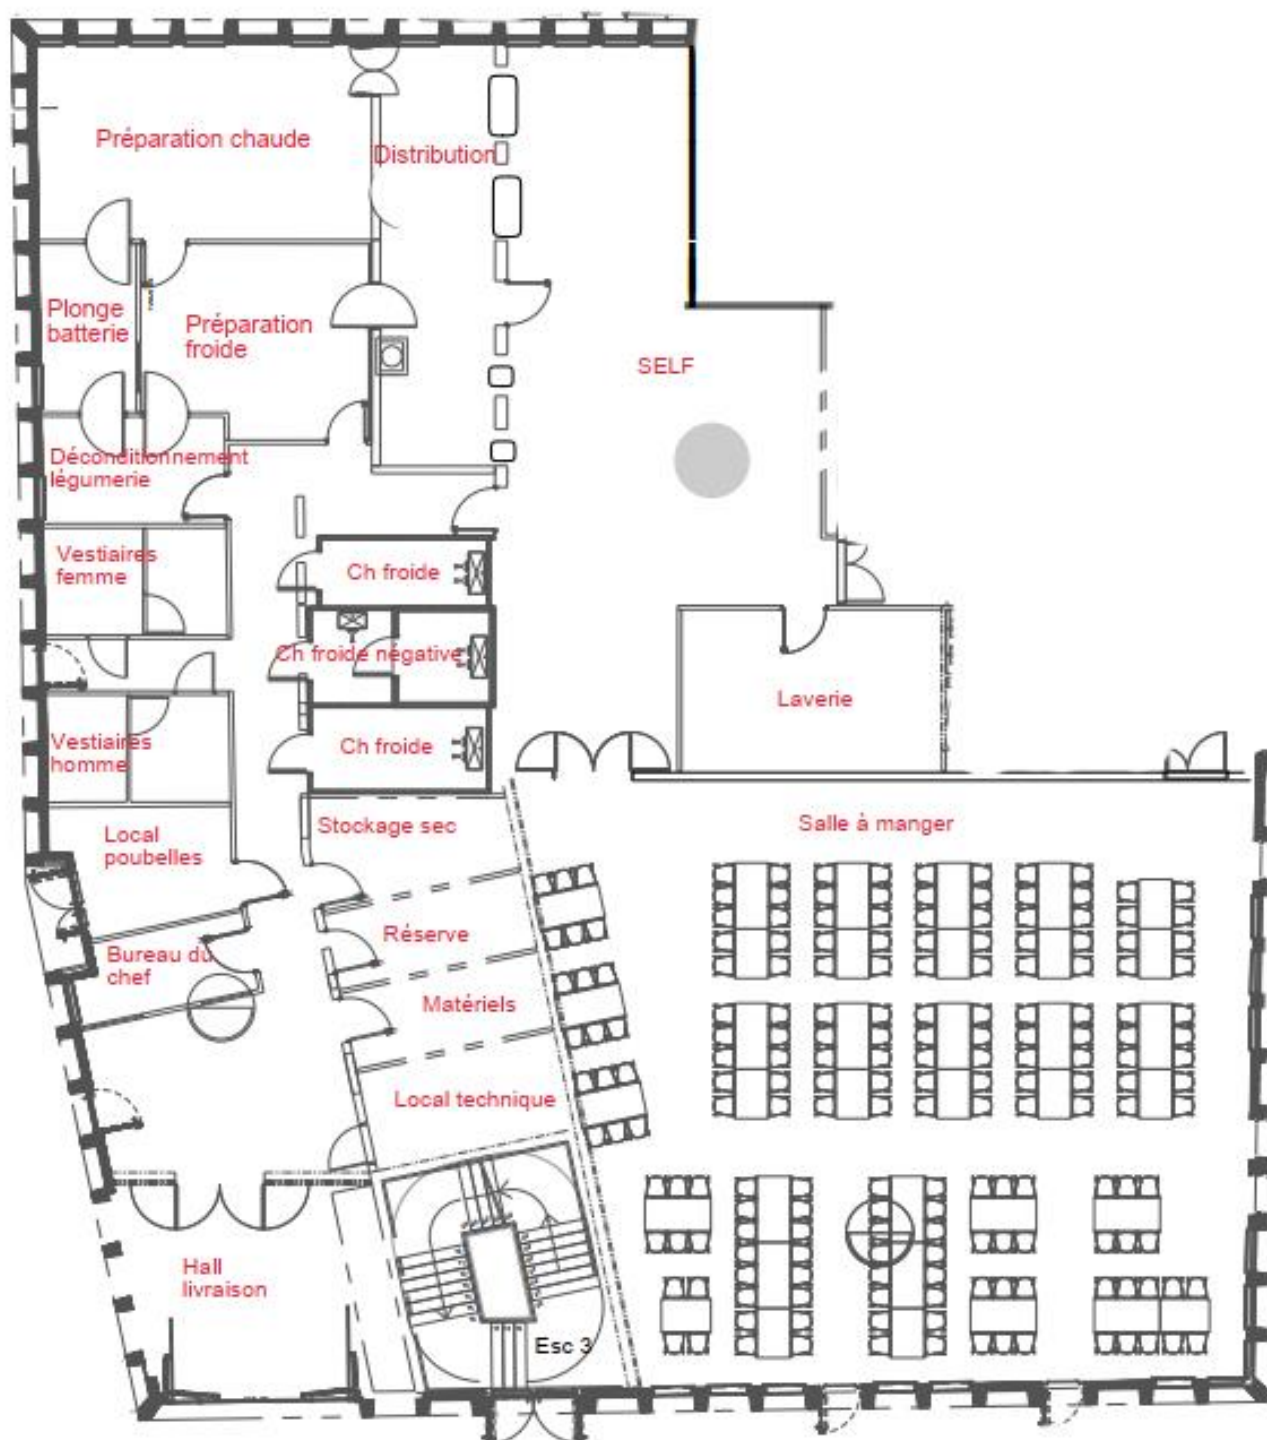 Préparation chaude
Distribution
Plonge
batterie
Préparation
froide
SELF
Déconditionnement
légumerie
Vestiaires
femme
Ch froide
Ch froide négative
Laverie
Vestiaires
homme
Ch froide
Local
poubelles
Stockage sec
Salle à manger
Bureau du
chef
Réserve
Matériels
Local technique
Hall
livraison
Esc 3